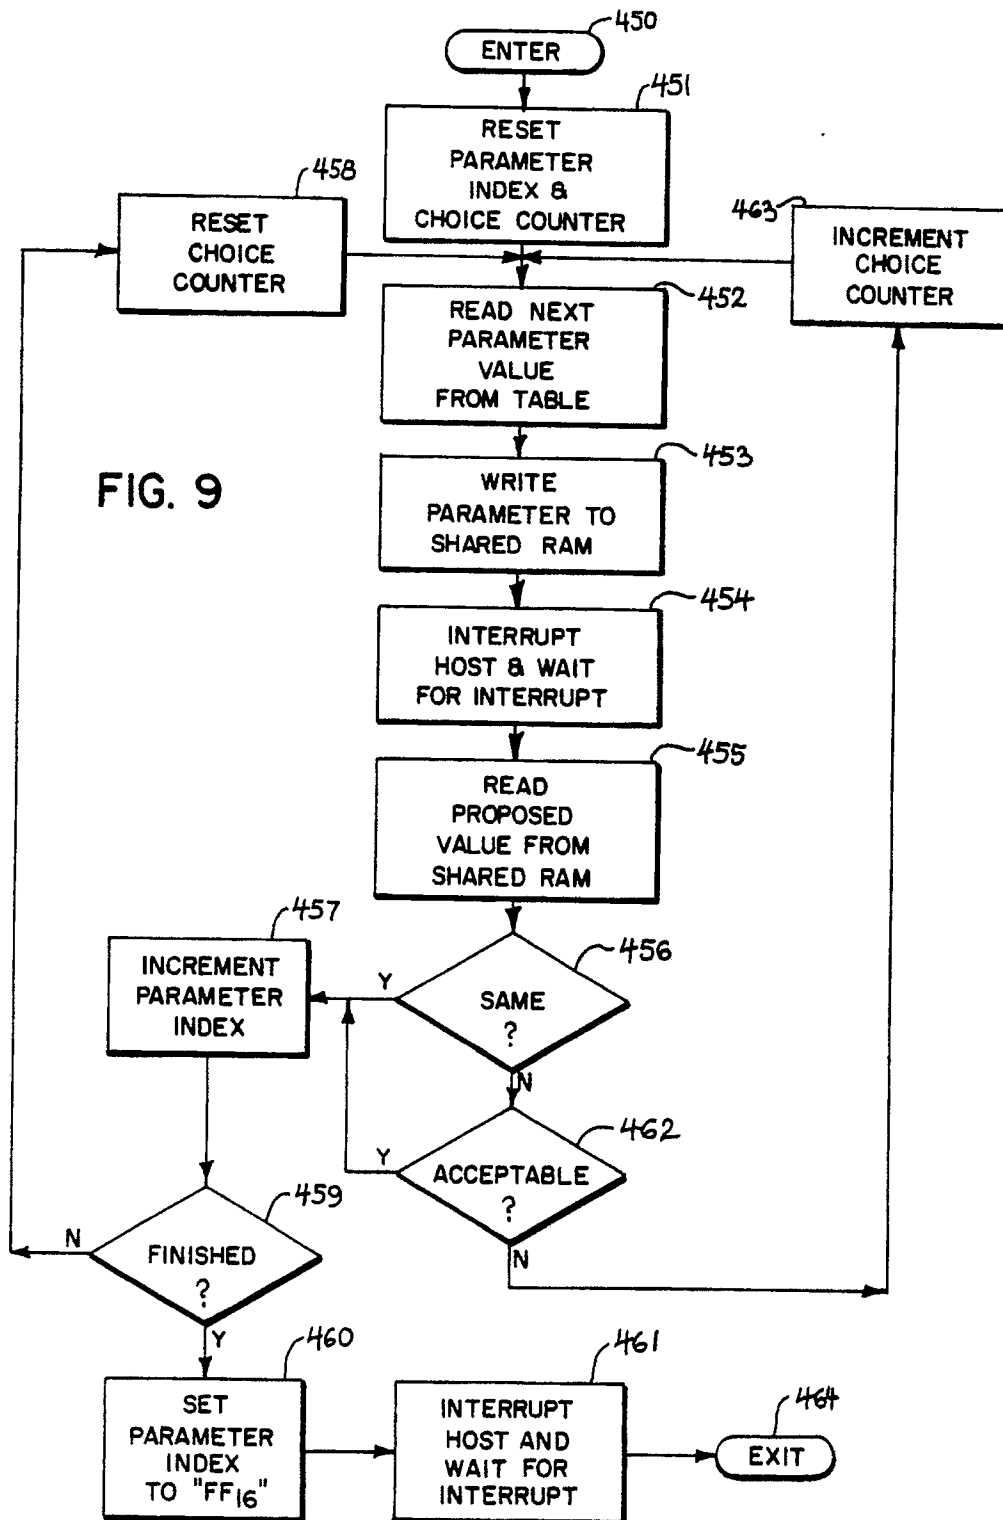 450
ENTER
451
RESET
PARAMETER
INDEX &
CHOICE COUNTER
458
RESET
CHOICE
COUNTER
463
INCREMENT
CHOICE
COUNTER
452
READ NEXT
PARAMETER
VALUE
FROM TABLE
FIG. 9
453
WRITE
PARAMETER TO
SHARED RAM
454
INTERRUPT
HOST & WAIT
FOR INTERRUPT
455
READ
PROPOSED
VALUE FROM
SHARED RAM
457
INCREMENT
PARAMETER
INDEX
456
Y
SAME
?
N
462
Y
ACCEPTABLE
?
N
459
N
FINISHED
?
Y
460
SET
PARAMETER
INDEX
TO "FF16"
461
INTERRUPT
HOST AND
WAIT FOR
INTERRUPT
464
EXIT